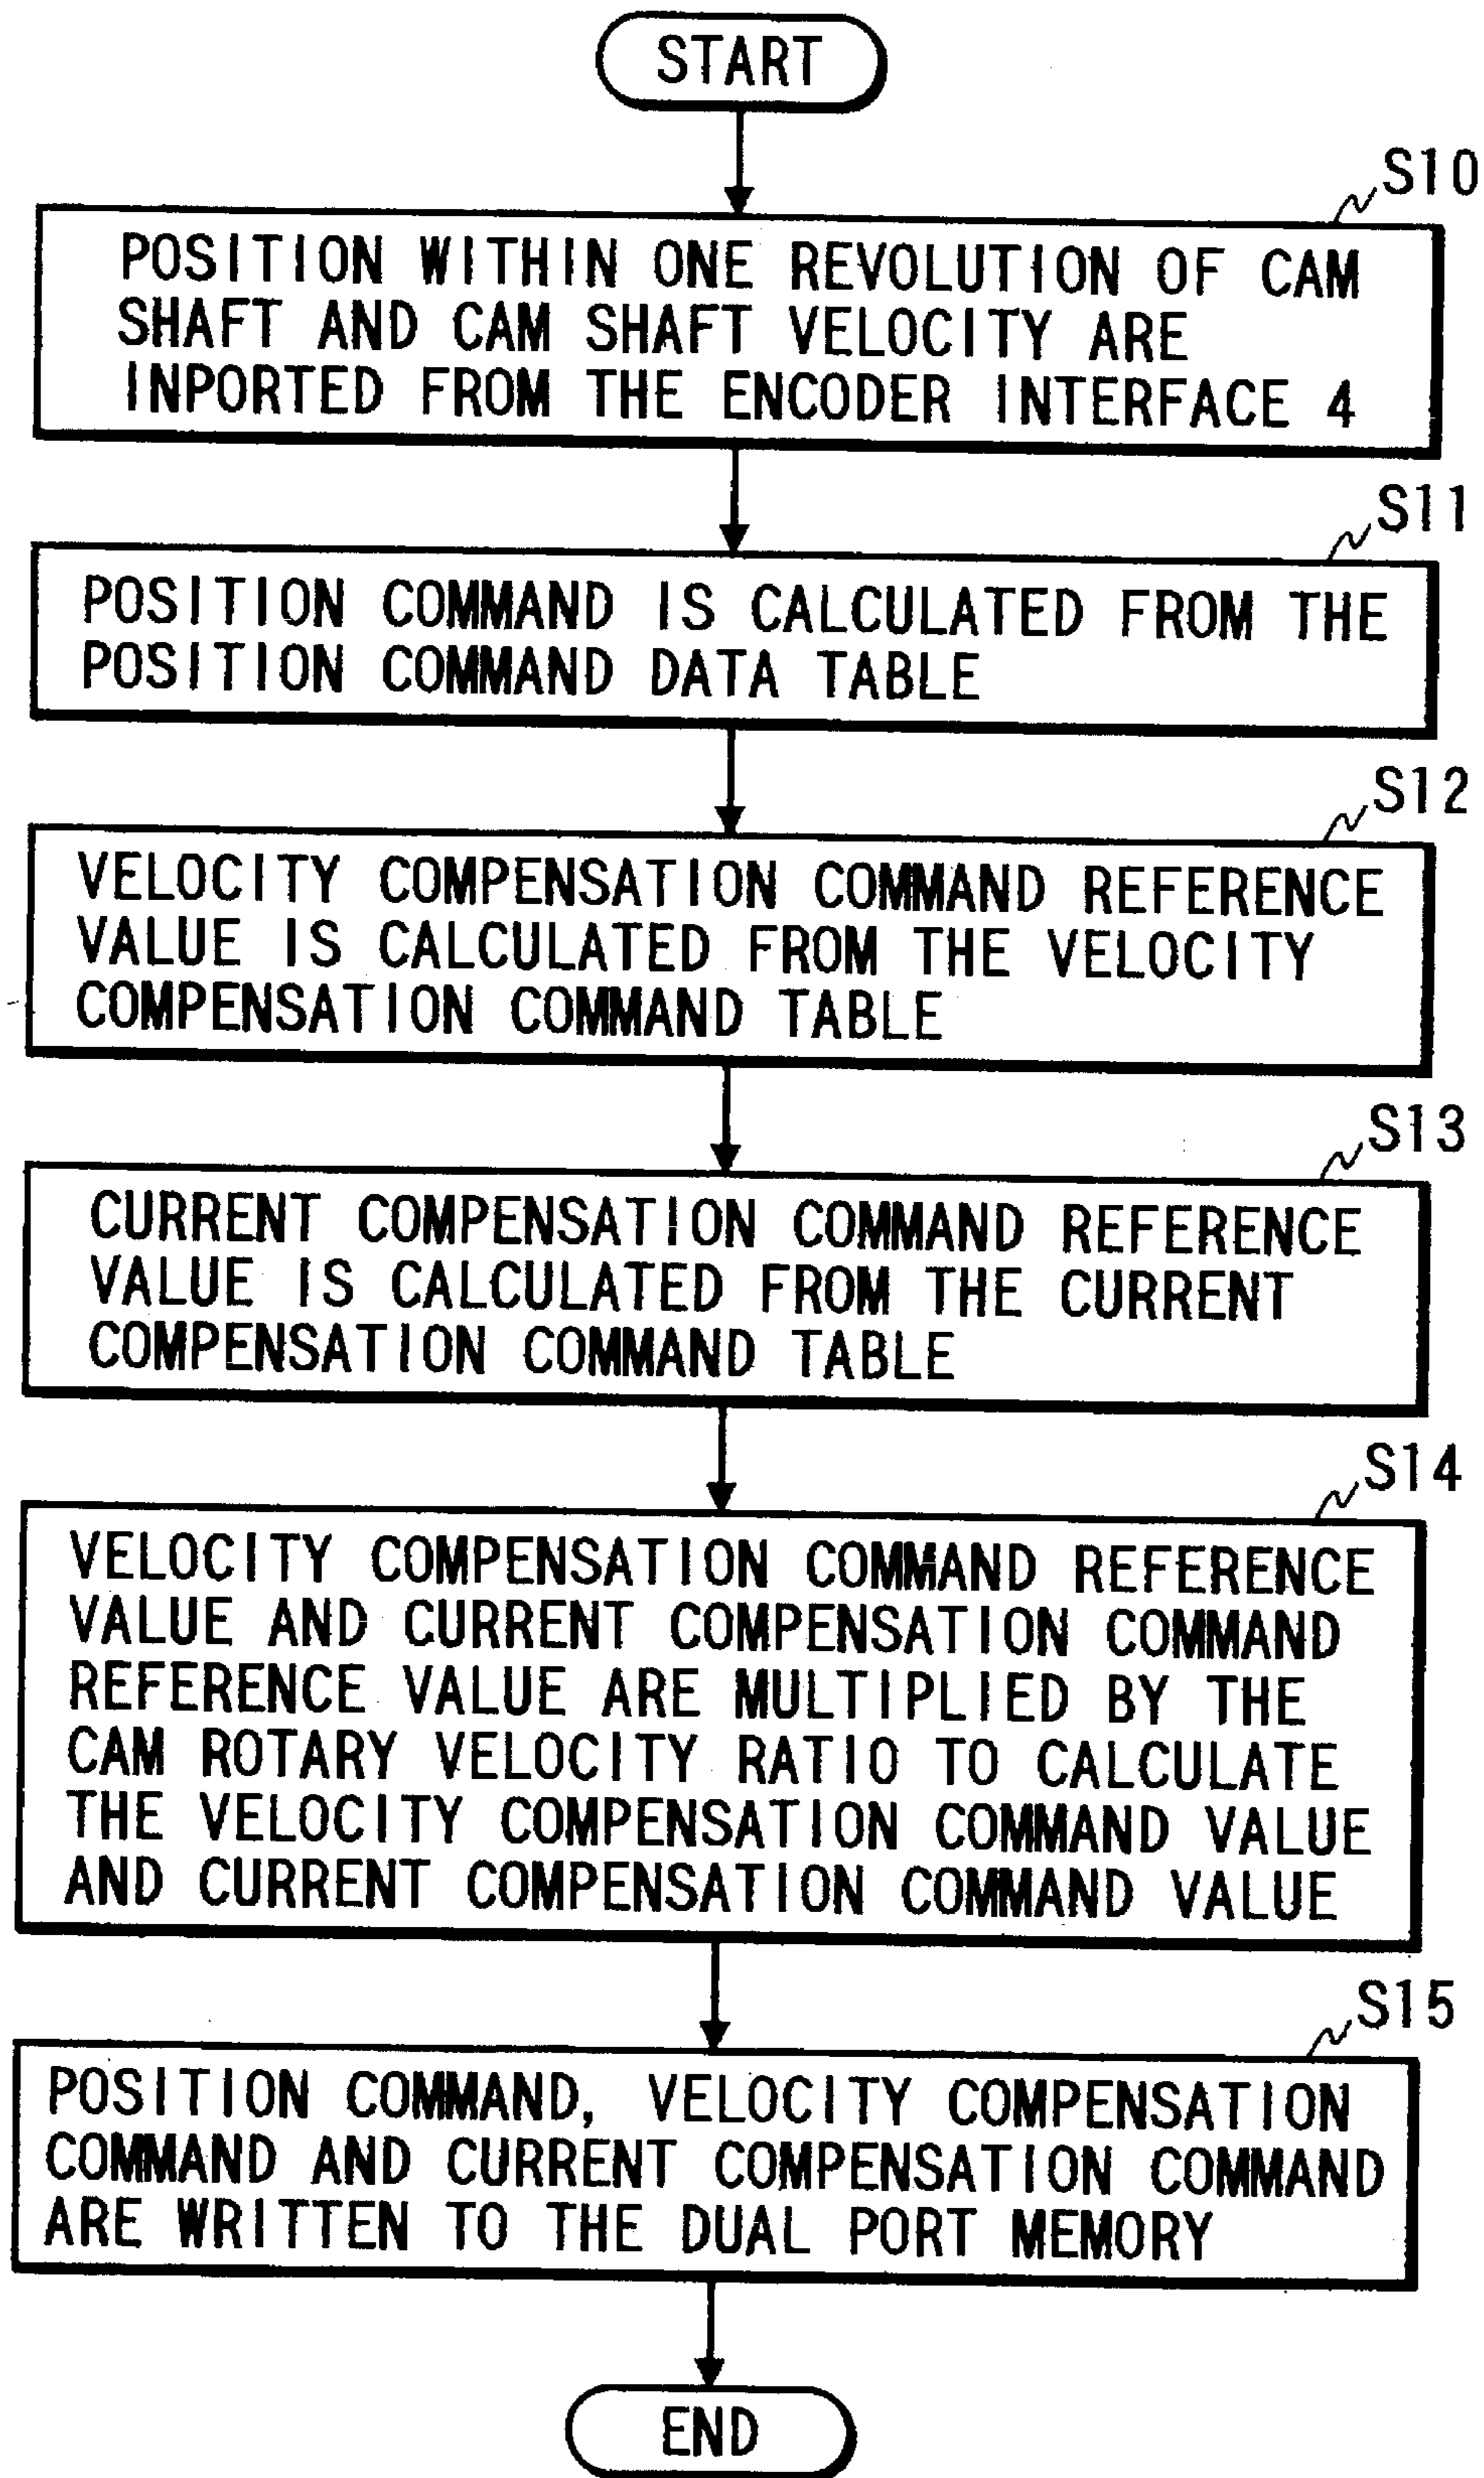 START
S10
POSITION WITHIN ONE REVOLUTION OF CAM
SHAFT AND CAM SHAFT VELOCITY ARE
INPORTED FROM THE ENCODER INTERFACE 4
S11
POSITION COMMAND IS CALCULATED FROM THE
POSITION COMMAND DATA TABLE
S12
VELOCITY COMPENSATION COMMAND REFERENCE
VALUE IS CALCULATED FROM THE VELOCITY
COMPENSATION COMMAND TABLE
S13
CURRENT COMPENSATION COMMAND REFERENCE
VALUE IS CALCULATED FROM THE CURRENT
COMPENSATION COMMAND TABLE
S14
VELOCITY COMPENSATION COMMAND REFERENCE
VALUE AND CURRENT COMPENSATION COMMAND
REFERENCE VALUE ARE MULTIPLIED BY THE
CAM ROTARY VELOCITY RATIO TO CALCULATE
THE VELOCITY COMPENSATION COMMAND VALUE
AND CURRENT COMPENSATION COMMAND VALUE
S15
POSITION COMMAND, VELOCITY COMPENSATION
COMMAND AND CURRENT COMPENSATION COMMAND
ARE WRITTEN TO THE DUAL PORT MEMORY
END